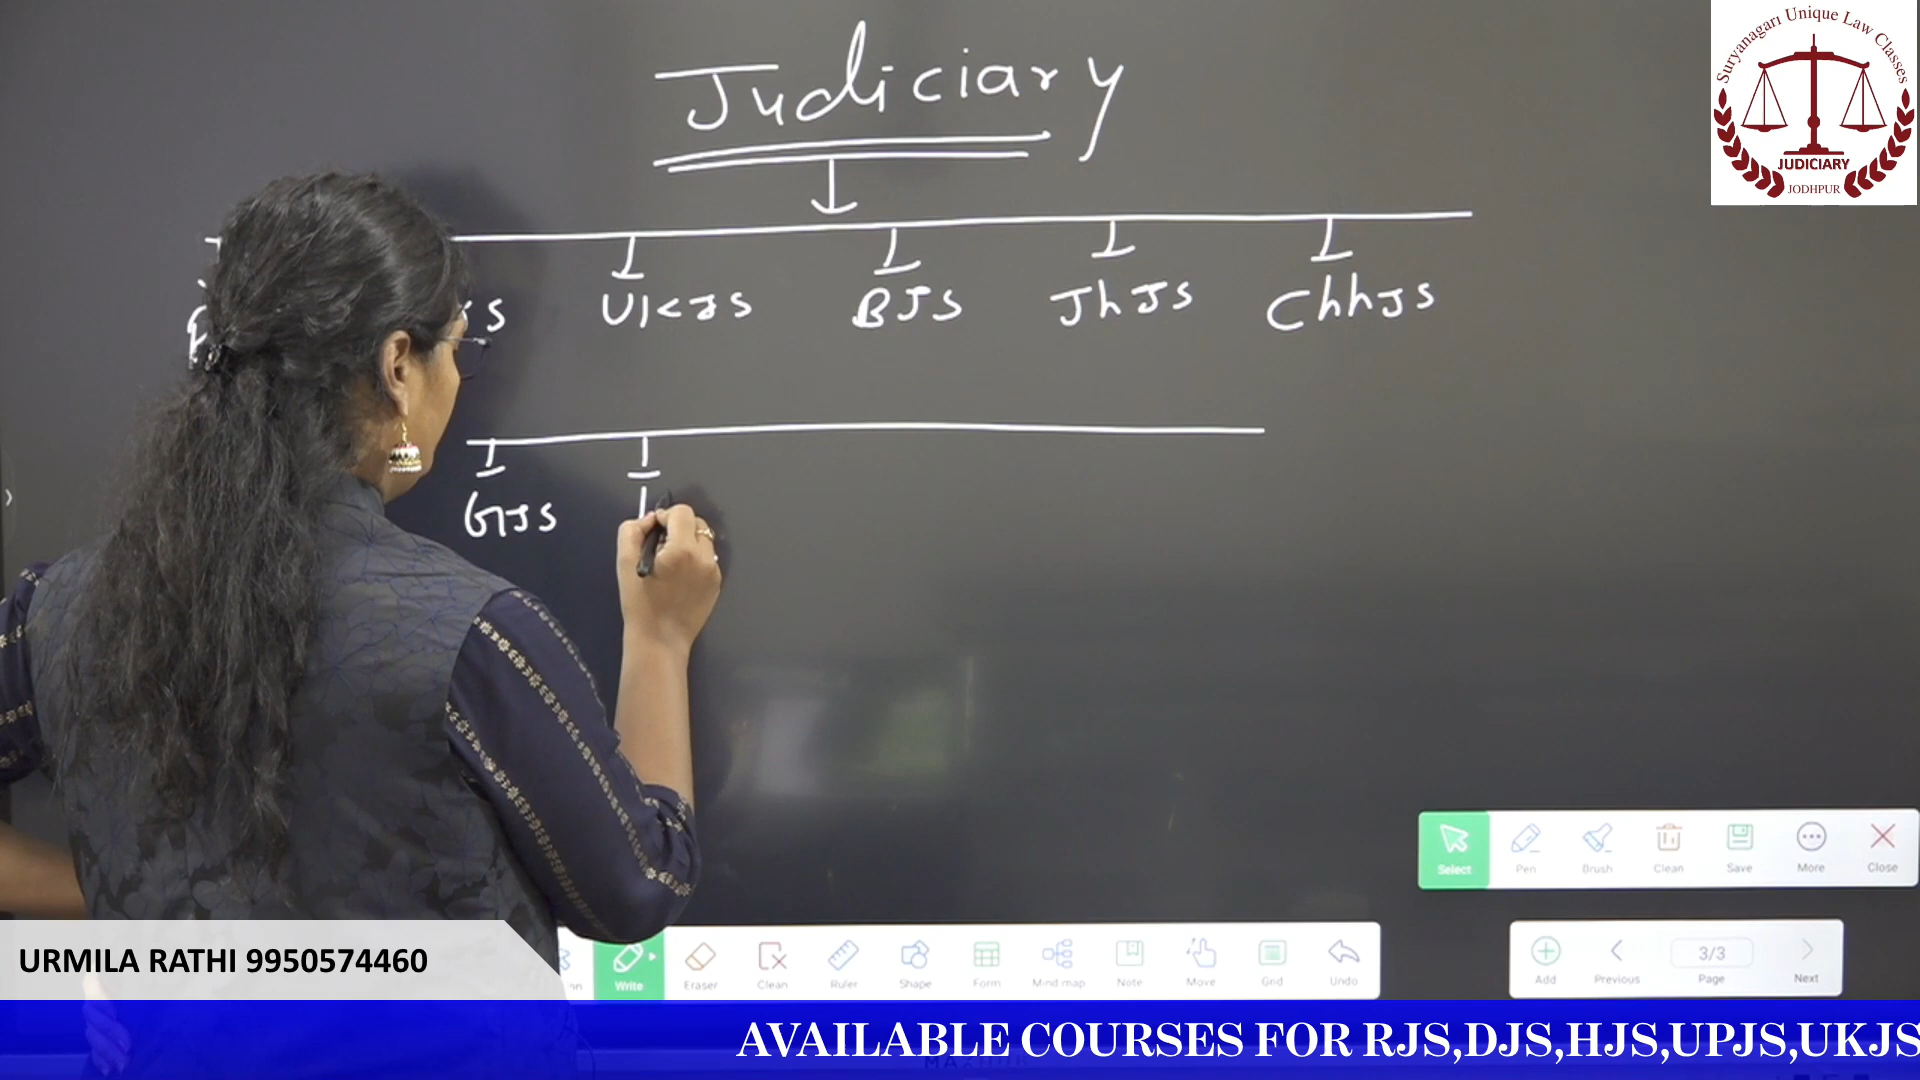 Judiciary
UKJS BJS JhJS ChhJS
GJS
Suryanagari Unique Law Classes
JUDICIARY
JODHPUR
Select Pen Brush Clean Save More Close
Write Eraser Clean Ruler Shape Form Mind map Note Move Grid Undo
Add Previous 3/3 Page Next
URMILA RATHI 9950574460
AVAILABLE COURSES FOR RJS,DJS,HJS,UPJS,UKJS